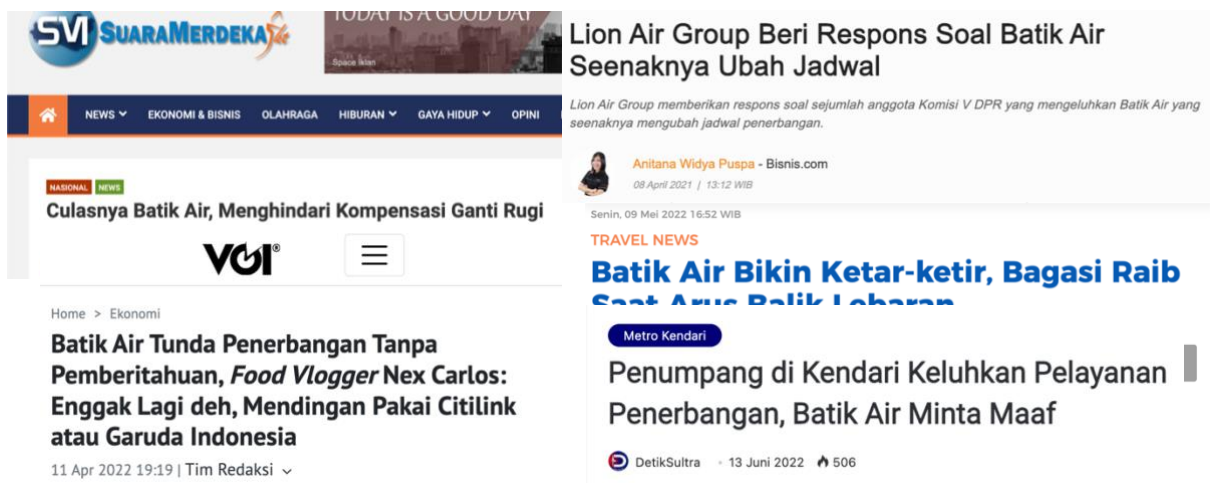 SM SUARAMERDEKA
TODAY IS A GOOD DAY
Space Iklan
NEWS EKONOMI & BISNIS OLAHRAGA HIBURAN GAYA HIDUP OPINI
NASIONAL NEWS
Culasnya Batik Air, Menghindari Kompensasi Ganti Rugi
VOI®
Home > Ekonomi
Batik Air Tunda Penerbangan Tanpa
Pemberitahuan, Food Vlogger Nex Carlos:
Enggak Lagi deh, Mendingan Pakai Citilink
atau Garuda Indonesia
11 Apr 2022 19:19 | Tim Redaksi
Lion Air Group Beri Respons Soal Batik Air
Seenaknya Ubah Jadwal
Lion Air Group memberikan respons soal sejumlah anggota Komisi V DPR yang mengeluhkan Batik Air yang
seenaknya mengubah jadwal penerbangan.
Anitana Widya Puspa - Bisnis.com
08 April 2021 | 13:12 WIB
Senin, 09 Mei 2022 16:52 WIB
TRAVEL NEWS
Batik Air Bikin Ketar-ketir, Bagasi Raib
Saat Arus Balik Lebaran
Metro Kendari
Penumpang di Kendari Keluhkan Pelayanan
Penerbangan, Batik Air Minta Maaf
DetikSultra 13 Juni 2022 506